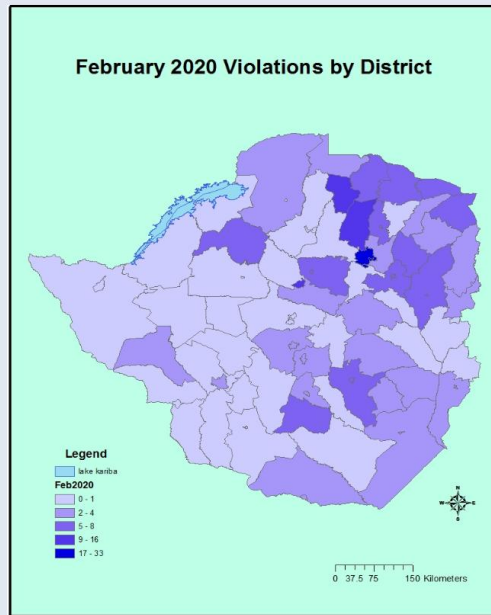 February 2020 Violations by District
Legend
lake kariba
Feb2020
0 - 1
2 - 4
5 - 8
9 - 16
17 - 33
N
W E
S
0 37.5 75 150 Kilometers